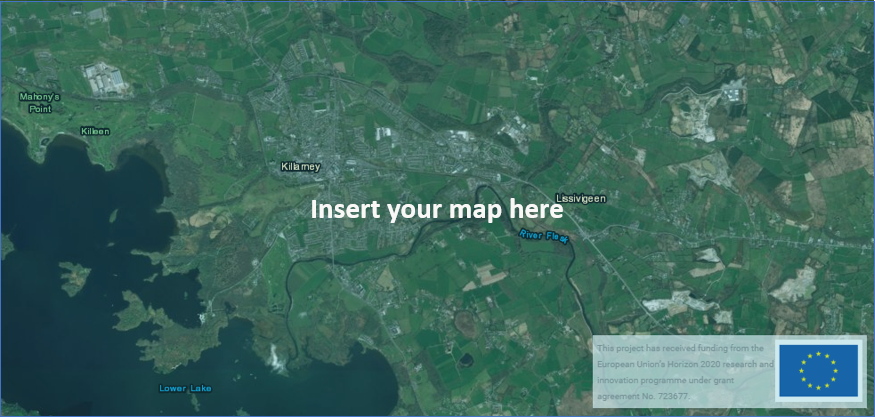 Mahony's
Point
Killeen
Killarney
Insert your map here
Lissivigeen
River Flesk
This project has received funding from the
European Union's Horizon 2020 research and
innovation programme under grant
agreement No. 723677.
Lower Lake